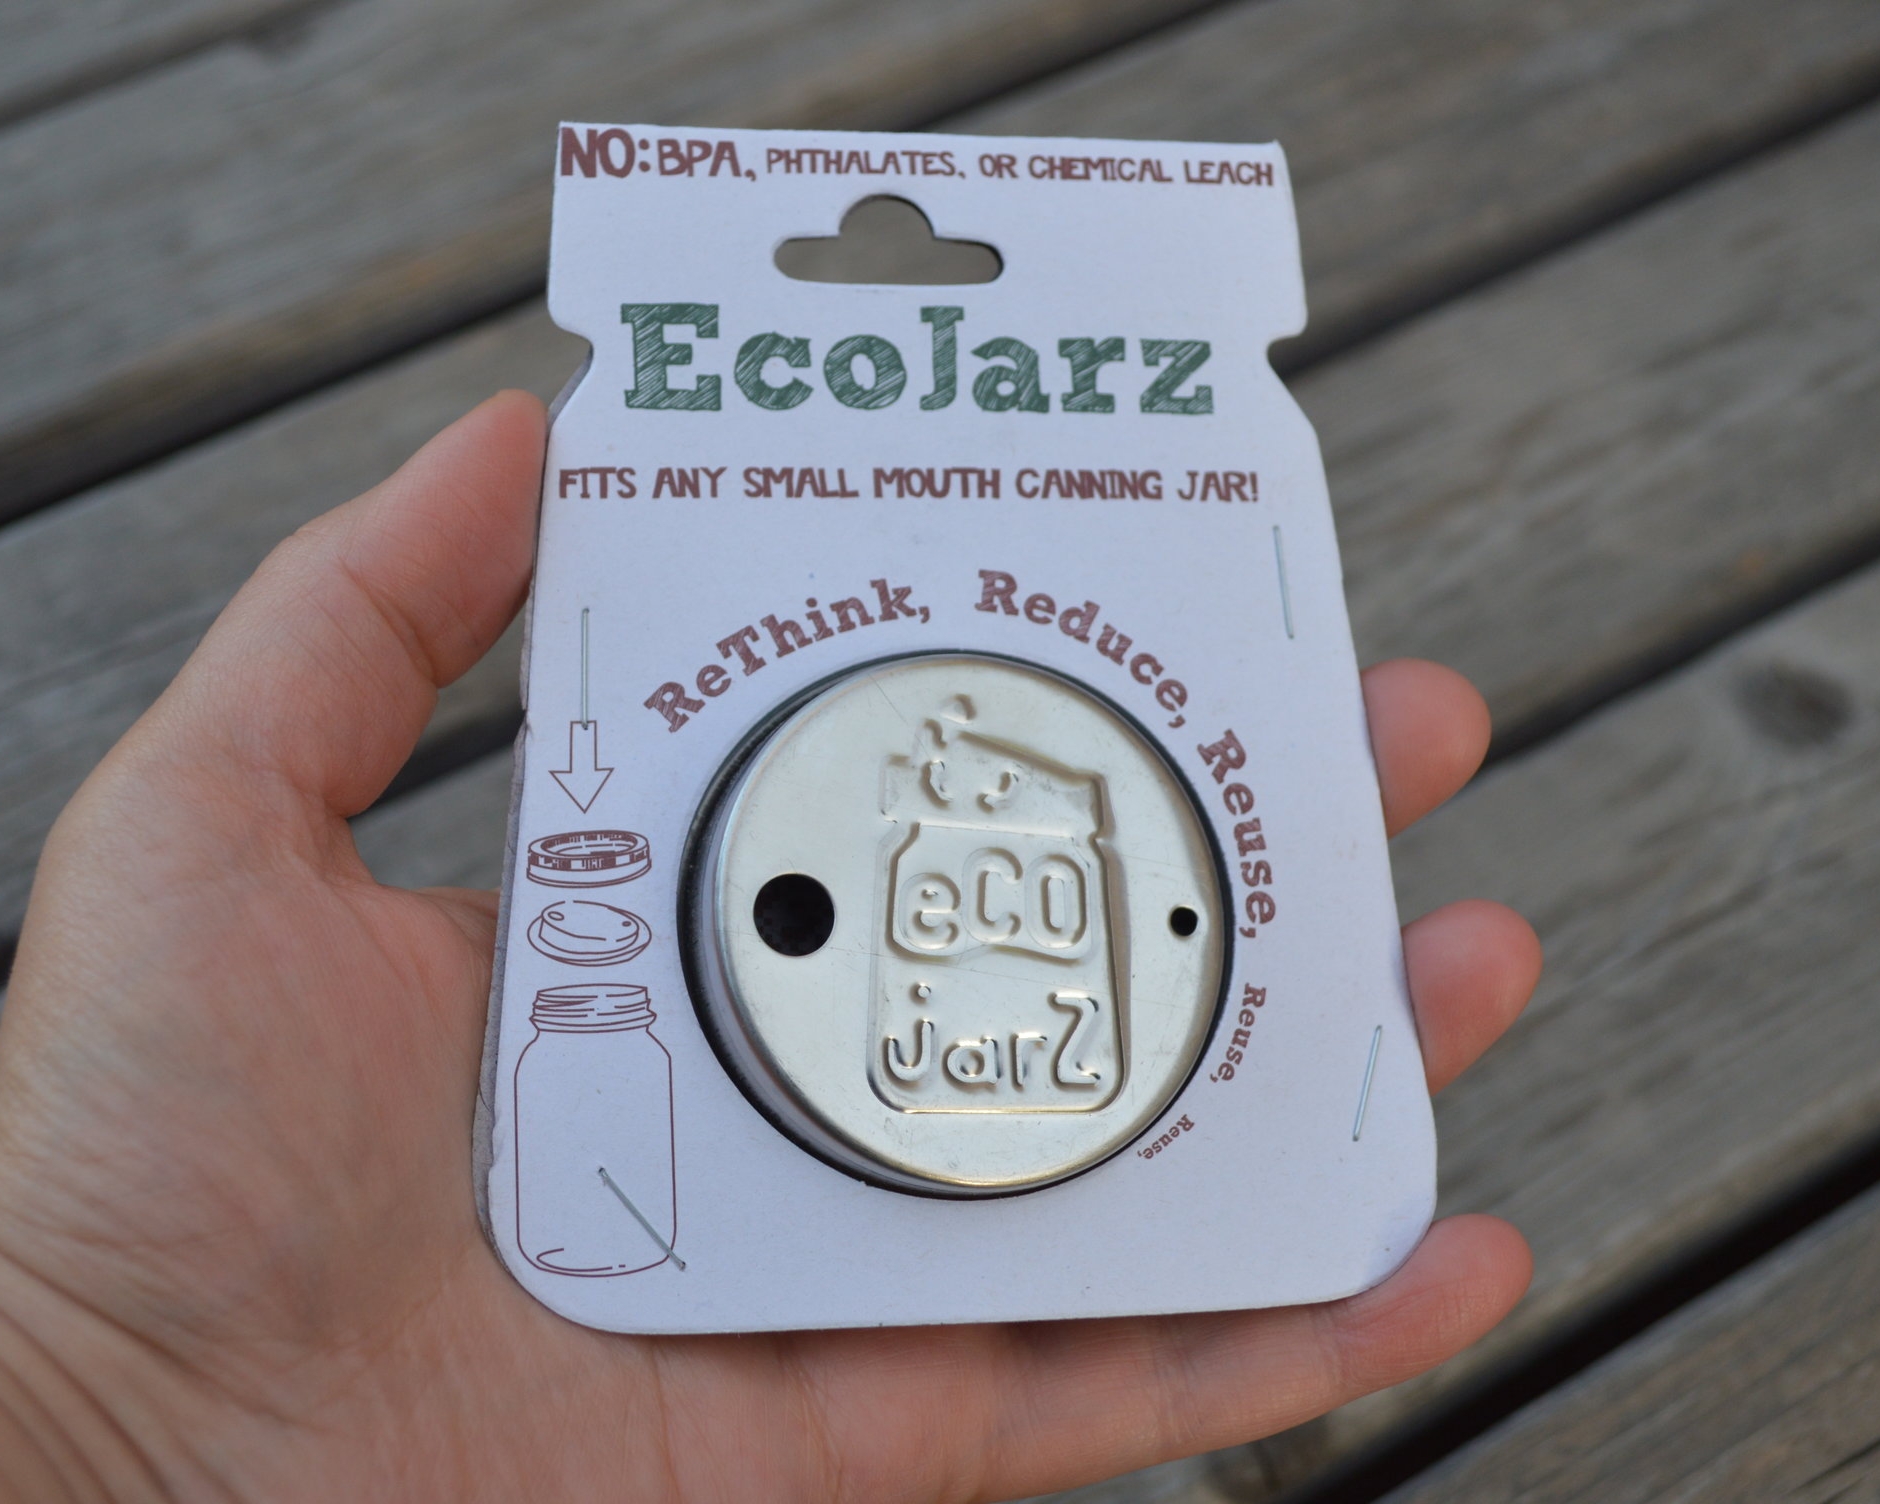 NO: BPA, PHTHALATES, OR CHEMICAL LEACH
EcoJarz
FITS ANY SMALL MOUTH CANNING JAR!
ReThink, Reduce, Reuse, Reuse, Reuse,
eco
jarz